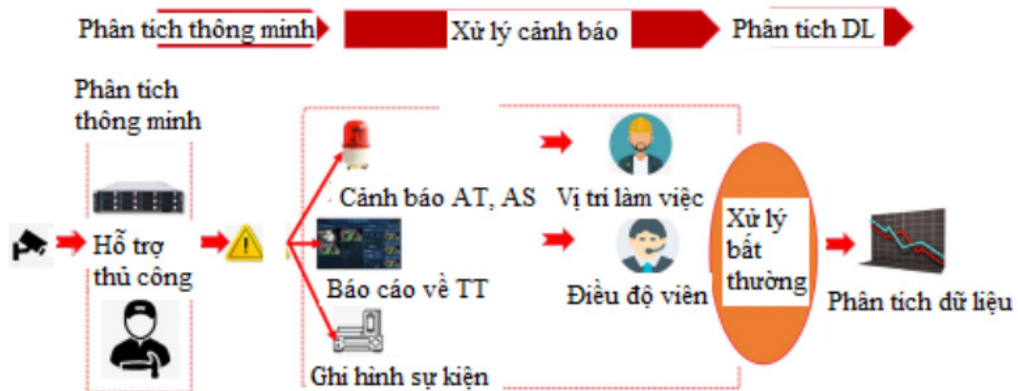 Phân tích thông minh
Xử lý cảnh báo
Phân tích DL
Phân tích
thông minh
Hỗ trợ
thủ công
Cảnh báo AT, AS
Báo cáo về TT
Ghi hình sự kiện
Vị trí làm việc
Điều độ viên
Xử lý
bất
thường
Phân tích dữ liệu